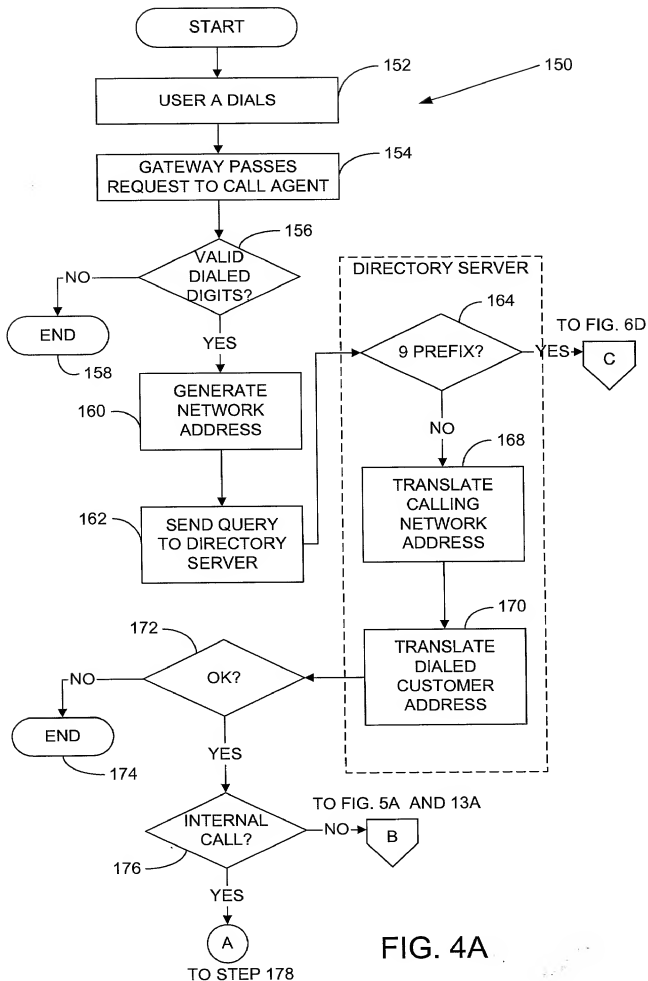 START
152
150
USER A DIALS
154
GATEWAY PASSES
REQUEST TO CALL AGENT
156
VALID
DIALED
DIGITS?
NO
END
158
YES
DIRECTORY SERVER
164
9 PREFIX?
YES
TO FIG. 6D
C
160
GENERATE
NETWORK
ADDRESS
NO
168
162
SEND QUERY
TO DIRECTORY
SERVER
TRANSLATE
CALLING
NETWORK
ADDRESS
170
TRANSLATE
DIALED
CUSTOMER
ADDRESS
172
OK?
NO
END
174
YES
TO FIG. 5A AND 13A
INTERNAL
CALL?
176
NO
B
YES
A
TO STEP 178
FIG. 4A